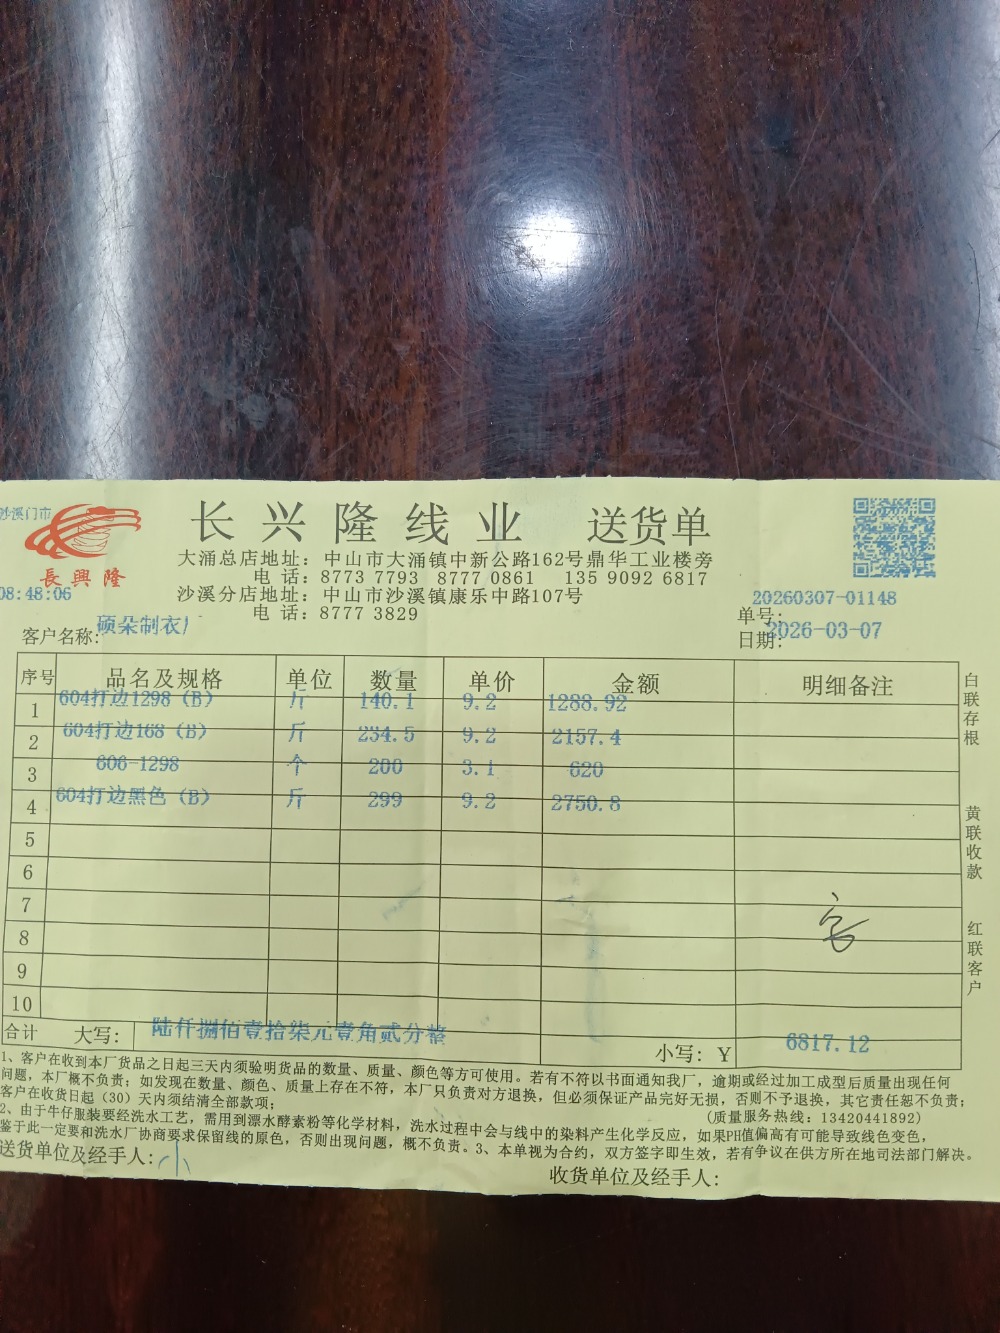 沙溪门市
長興隆
08:48:06
长兴隆线业 送货单
大涌总店地址：中山市大涌镇中新公路162号鼎华工业楼旁
电 话：8773 7793 8777 0861 135 9092 6817
沙溪分店地址：中山市沙溪镇康乐中路107号
电 话：8777 3829
客户名称：硕朵制衣厂
单号：20260307-01148
日期：2026-03-07
序号 品名及规格 单位 数量 单价 金额 明细备注
1 604打边1298（B） 斤 140.1 9.2 1288.92
2 604打边168（B） 斤 234.5 9.2 2157.4
3 606-1298 个 200 3.1 620
4 604打边黑色（B） 斤 299 9.2 2750.8
5
6
7
8
9
10
合计 大写：陆仟捌佰壹拾柒元壹角贰分整 小写：Y 6817.12
白联存根
黄联收款
红联客户
1、客户在收到本厂货品之日起三天内须验明货品的数量、质量、颜色等方可使用。若有不符以书面通知我厂，逾期或经过加工成型后质量出现任何
问题，本厂概不负责；如发现在数量、颜色、质量上存在不符，本厂只负责对方退换，但必须保证产品完好无损，否则不予退换，其它责任恕不负责；
客户在收货日起（30）天内须结清全部款项； （质量服务热线：13420441892）
2、由于牛仔服装要经洗水工艺，需用到漂水酵素粉等化学材料，洗水过程中会与线中的染料产生化学反应，如果PH值偏高有可能导致线色变色，
鉴于此一定要和洗水厂协商要求保留线的原色，否则出现问题，概不负责。3、本单视为合约，双方签字即生效，若有争议在供方所在地司法部门解决。
送货单位及经手人：
收货单位及经手人：